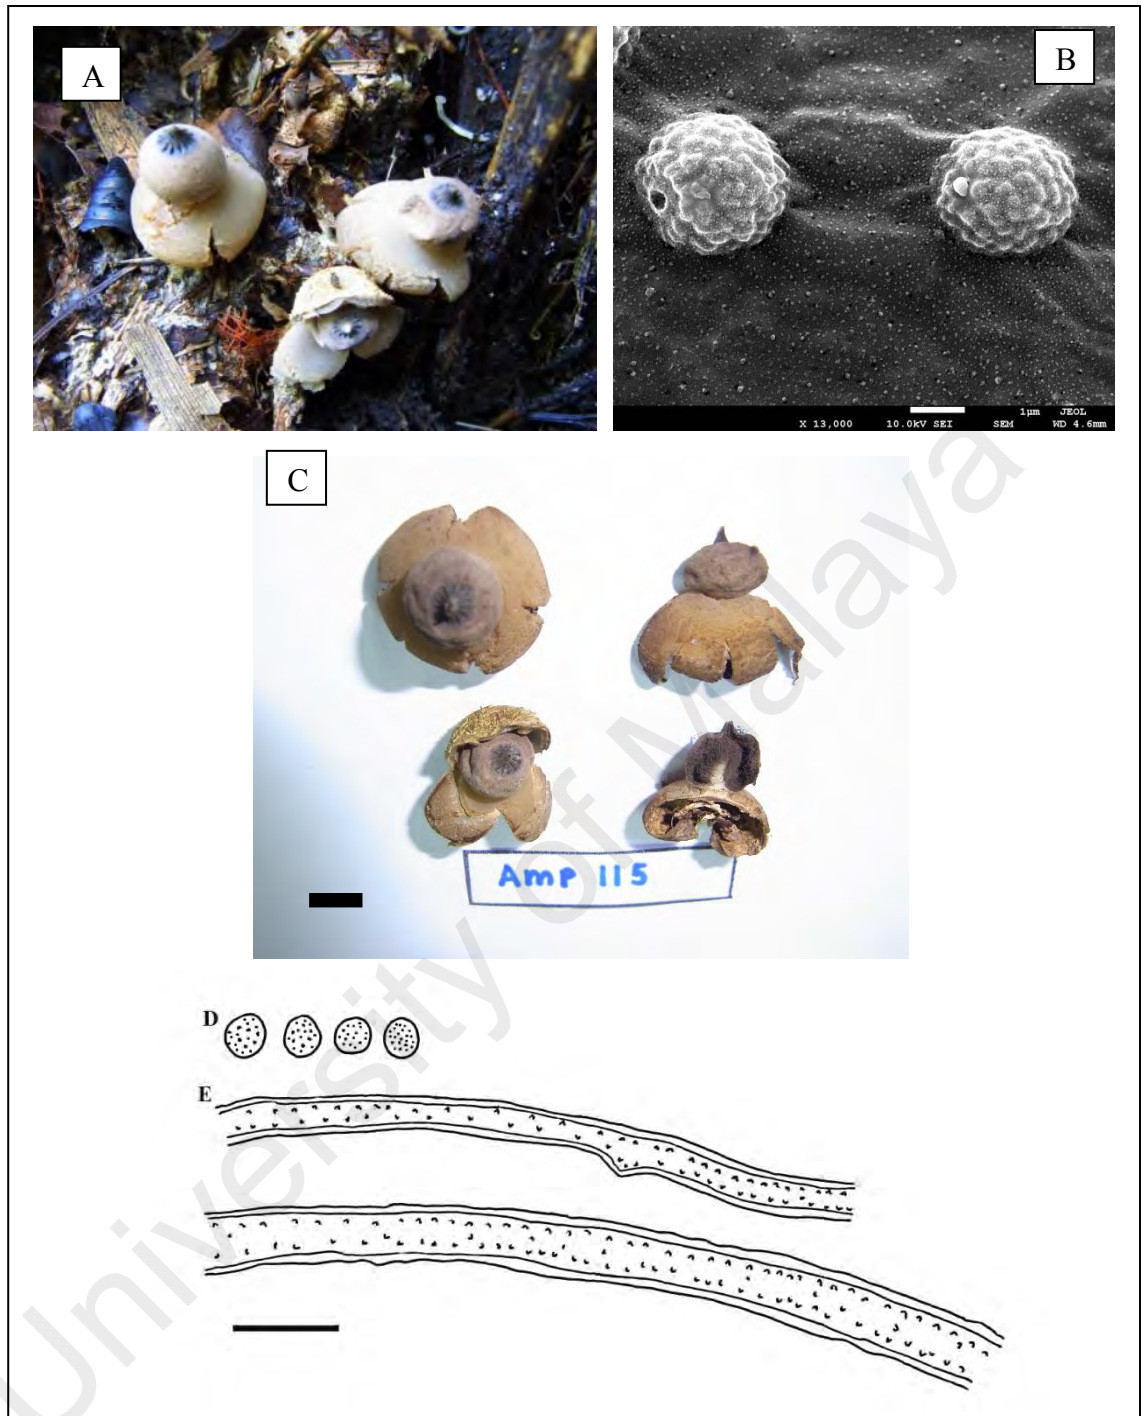 A
B
1µm JEOL
X 13,000 10.0kV SEI SEM WD 4.6mm
C
Amp 115
D
E
University of Malaya